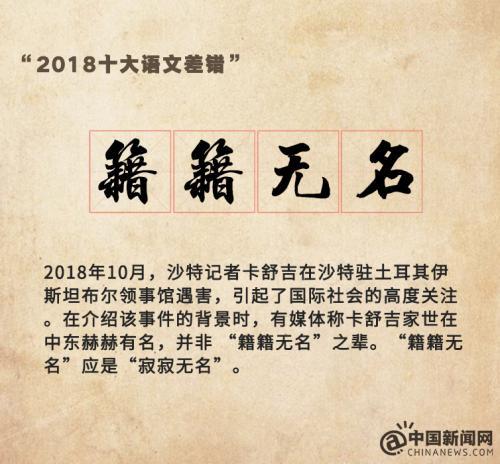 “2018十大语文差错”
籍籍无名
2018年10月，沙特记者卡舒吉在沙特驻土耳其伊
斯坦布尔领事馆遇害，引起了国际社会的高度关注
。在介绍该事件的背景时，有媒体称卡舒吉家世在
中东赫赫有名，并非 “籍籍无名”之辈。“籍籍无
名”应是“寂寂无名”。
@中国新闻网
CHINANEWS.COM